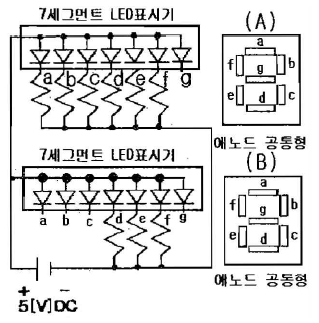 7세그먼트 LED표시기
a b c d e f g
7세그먼트 LED표시기
a b c d e f g
+ −
5[V]DC
(A)
a
f g b
e d c
애노드 공통형
(B)
a
f g b
e d c
애노드 공통형